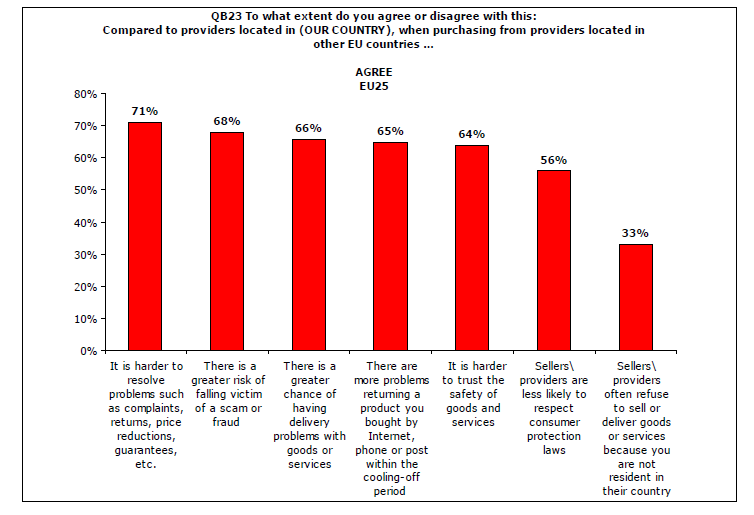 QB23 To what extent do you agree or disagree with this:
Compared to providers located in (OUR COUNTRY), when purchasing from providers located in
other EU countries ...
AGREE
EU25
80%
70%
60%
50%
40%
30%
20%
10%
0%
71%
68%
66%
65%
64%
56%
33%
It is harder to
resolve
problems such
as complaints,
returns, price
reductions,
guarantees,
etc.
There is a
greater risk of
falling victim
of a scam or
fraud
There is a
greater
chance of
having
delivery
problems with
goods or
services
There are
more problems
returning a
product you
bought by
Internet,
phone or post
within the
cooling-off
period
It is harder
to trust the
safety of
goods and
services
Sellers\
providers are
less likely to
respect
consumer
protection
laws
Sellers\
providers
often refuse
to sell or
deliver goods
or services
because you
are not
resident in
their country